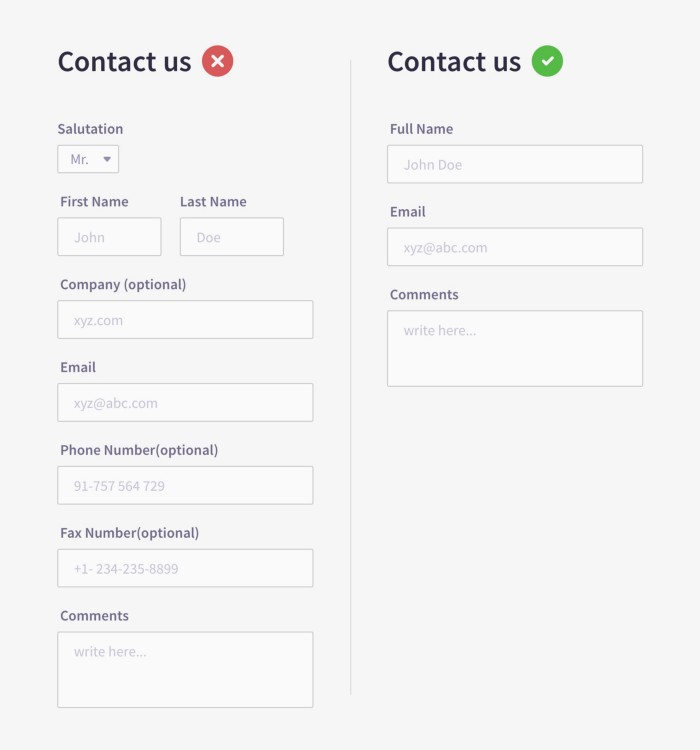 Contact us
Salutation
Mr.
First Name Last Name
John Doe
Company (optional)
xyz.com
Email
xyz@abc.com
Phone Number(optional)
91-757 564 729
Fax Number(optional)
+1- 234-235-8899
Comments
write here...
Contact us
Full Name
John Doe
Email
xyz@abc.com
Comments
write here...